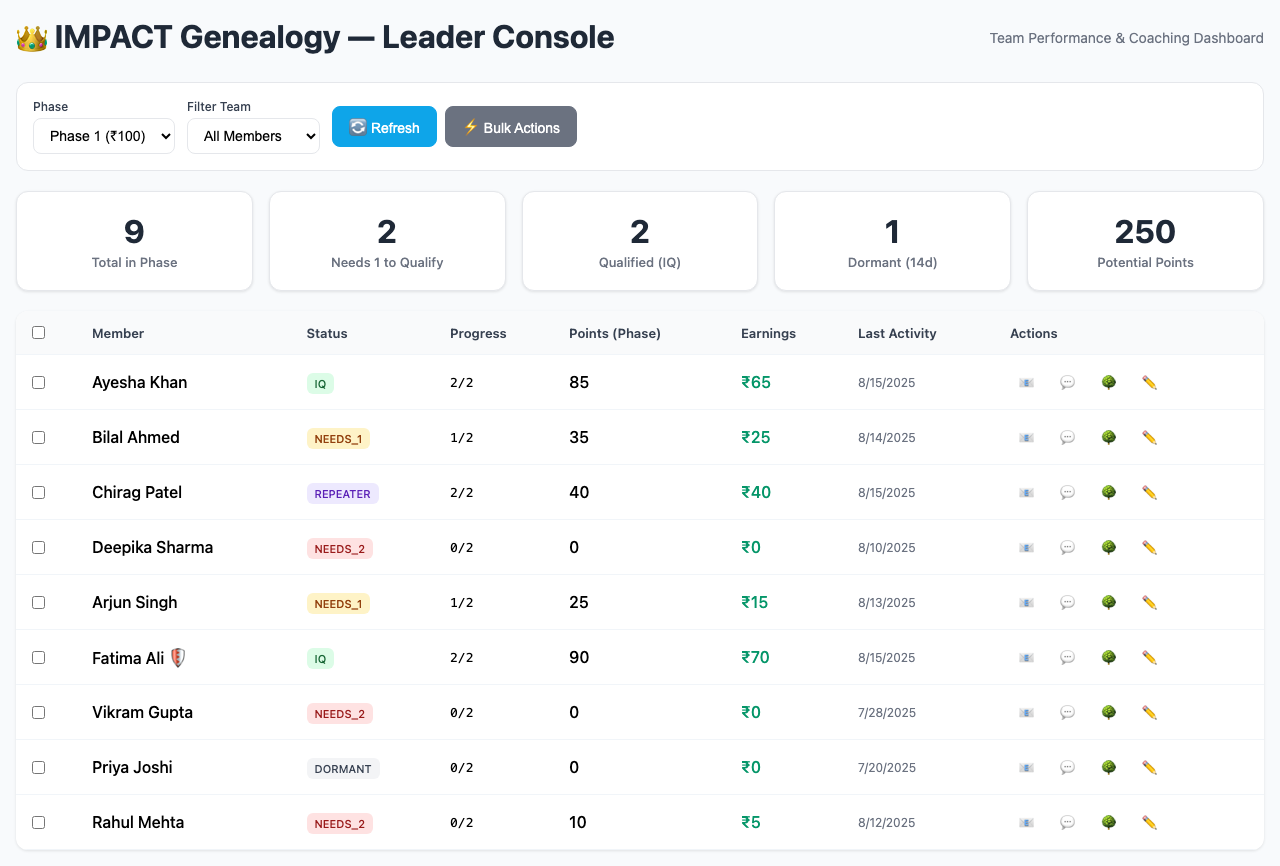 👑 IMPACT Genealogy — Leader Console
Team Performance & Coaching Dashboard
Phase
Filter Team
Phase 1 (₹100)
All Members
🔄 Refresh
⚡ Bulk Actions
9
Total in Phase
2
Needs 1 to Qualify
2
Qualified (IQ)
1
Dormant (14d)
250
Potential Points
Member Status Progress Points (Phase) Earnings Last Activity Actions
Ayesha Khan IQ 2/2 85 ₹65 8/15/2025
Bilal Ahmed NEEDS_1 1/2 35 ₹25 8/14/2025
Chirag Patel REPEATER 2/2 40 ₹40 8/15/2025
Deepika Sharma NEEDS_2 0/2 0 ₹0 8/10/2025
Arjun Singh NEEDS_1 1/2 25 ₹15 8/13/2025
Fatima Ali 🛡️ IQ 2/2 90 ₹70 8/15/2025
Vikram Gupta NEEDS_2 0/2 0 ₹0 7/28/2025
Priya Joshi DORMANT 0/2 0 ₹0 7/20/2025
Rahul Mehta NEEDS_2 0/2 10 ₹5 8/12/2025